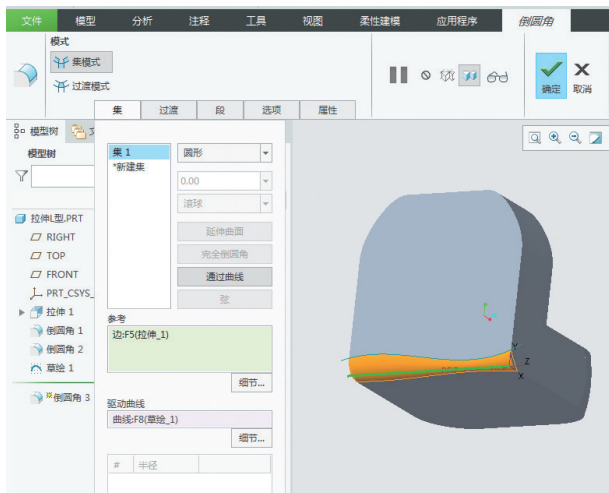 文件 模型 分析 注释 工具 视图 柔性建模 应用程序 倒圆角
模式
集模式
过渡模式
确定 取消
集 过渡 段 选项 属性
模型树
模型树
拉伸L型.PRT
RIGHT
TOP
FRONT
PRT_CSYS_
拉伸 1
倒圆角 1
倒圆角 2
草绘 1
倒圆角 3
集 1
*新建集
圆形
0.00
滚球
延伸曲面
完全倒圆角
通过曲线
弦
参考
边:F5(拉伸_1)
细节...
驱动曲线
曲线:F8(草绘_1)
细节...
# 半径
Y
Z
X